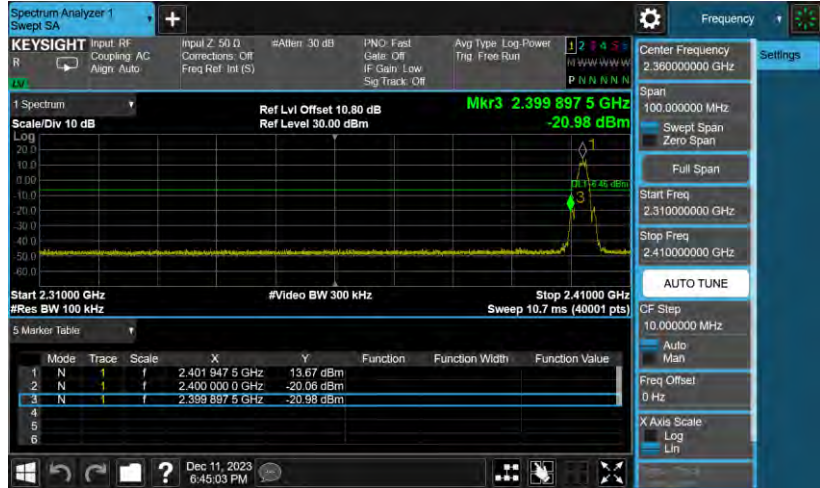 Spectrum Analyzer 1
Swept SA
+
Frequency
KEYSIGHT
R
Input: RF
Coupling: AC
Align: Auto
Input Z: 50 Ω
Corrections: Off
Freq Ref: Int (S)
#Atten: 30 dB
PNO: Fast
Gate: Off
IF Gain: Low
Sig Track: Off
Avg Type: Log-Power
Trig: Free Run
P N N N N N
1 Spectrum
Scale/Div 10 dB
Ref Lvl Offset 10.80 dB
Ref Level 30.00 dBm
Mkr3 2.399 897 5 GHz
-20.98 dBm
Log
20.0
10.0
0.00
-10.0
-20.0
-30.0
-40.0
-50.0
-60.0
1
DL1 -6.46 dBm
3
Start 2.31000 GHz
#Res BW 100 kHz
#Video BW 300 kHz
Stop 2.41000 GHz
Sweep 10.7 ms (40001 pts)
5 Marker Table
Mode Trace Scale X Y Function Function Width Function Value
1 N 1 f 2.401 947 5 GHz 13.67 dBm
2 N 1 f 2.400 000 0 GHz -20.06 dBm
3 N 1 f 2.399 897 5 GHz -20.98 dBm
4
5
6
?
Dec 11, 2023
6:45:03 PM
Center Frequency
2.360000000 GHz
Span
100.000000 MHz
Swept Span
Zero Span
Full Span
Start Freq
2.310000000 GHz
Stop Freq
2.410000000 GHz
AUTO TUNE
CF Step
10.000000 MHz
Auto
Man
Freq Offset
0 Hz
X Axis Scale
Log
Lin
Settings